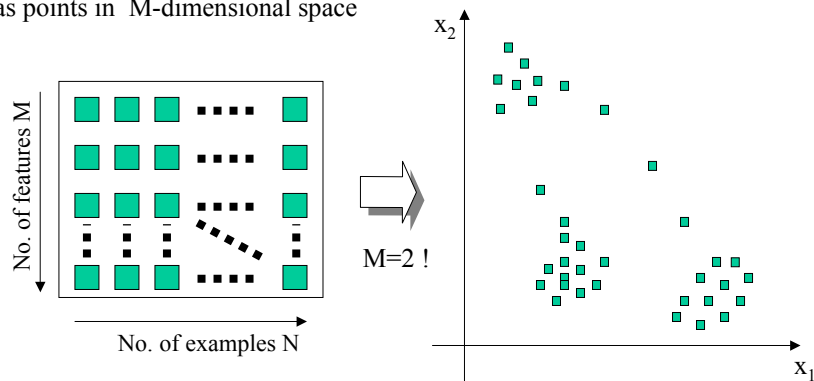 as points in M-dimensional space
x2
No. of features M
M=2 !
No. of examples N
x1